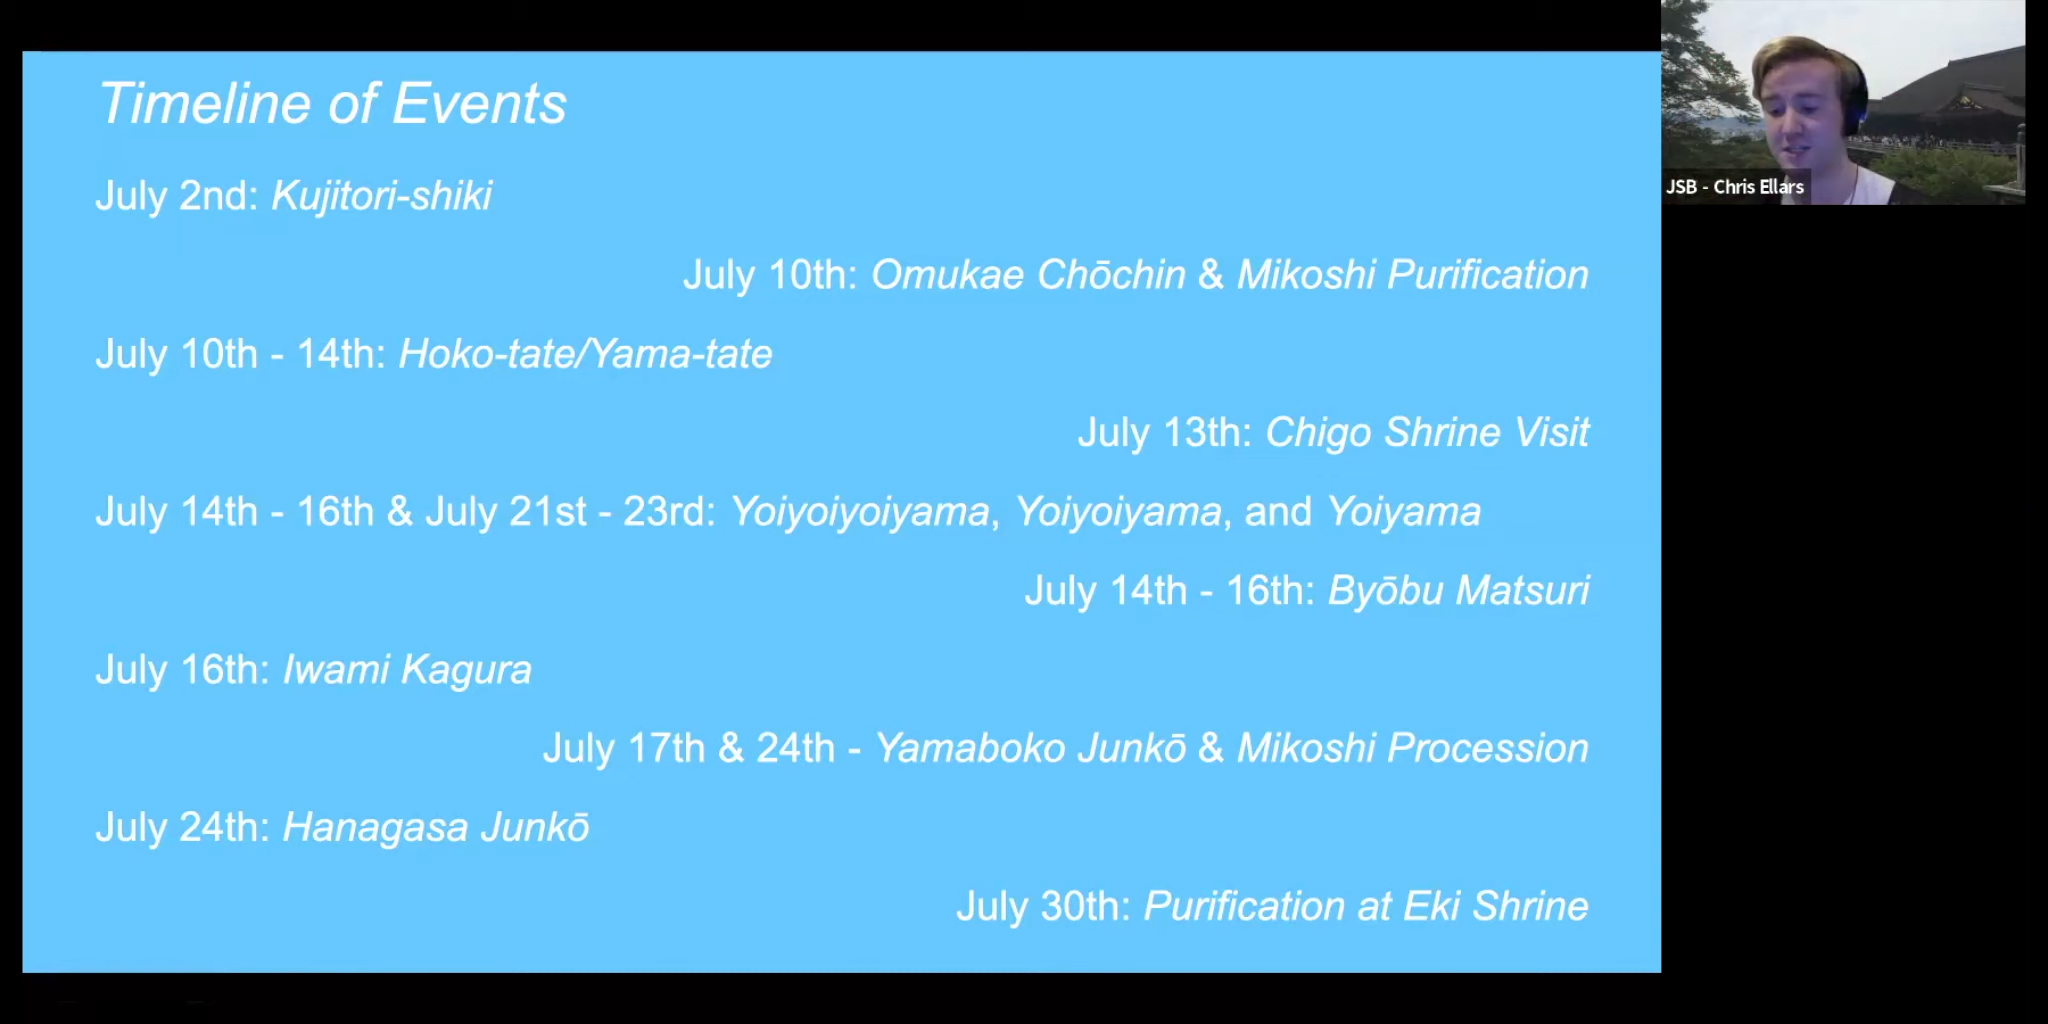 Timeline of Events
July 2nd: Kujitori-shiki
July 10th: Omukae Chōchin & Mikoshi Purification
July 10th - 14th: Hoko-tate/Yama-tate
July 13th: Chigo Shrine Visit
July 14th - 16th & July 21st - 23rd: Yoiyoiyoiyama, Yoiyoiyama, and Yoiyama
July 14th - 16th: Byōbu Matsuri
July 16th: Iwami Kagura
July 17th & 24th - Yamaboko Junkō & Mikoshi Procession
July 24th: Hanagasa Junkō
July 30th: Purification at Eki Shrine
JSB - Chris Ellars